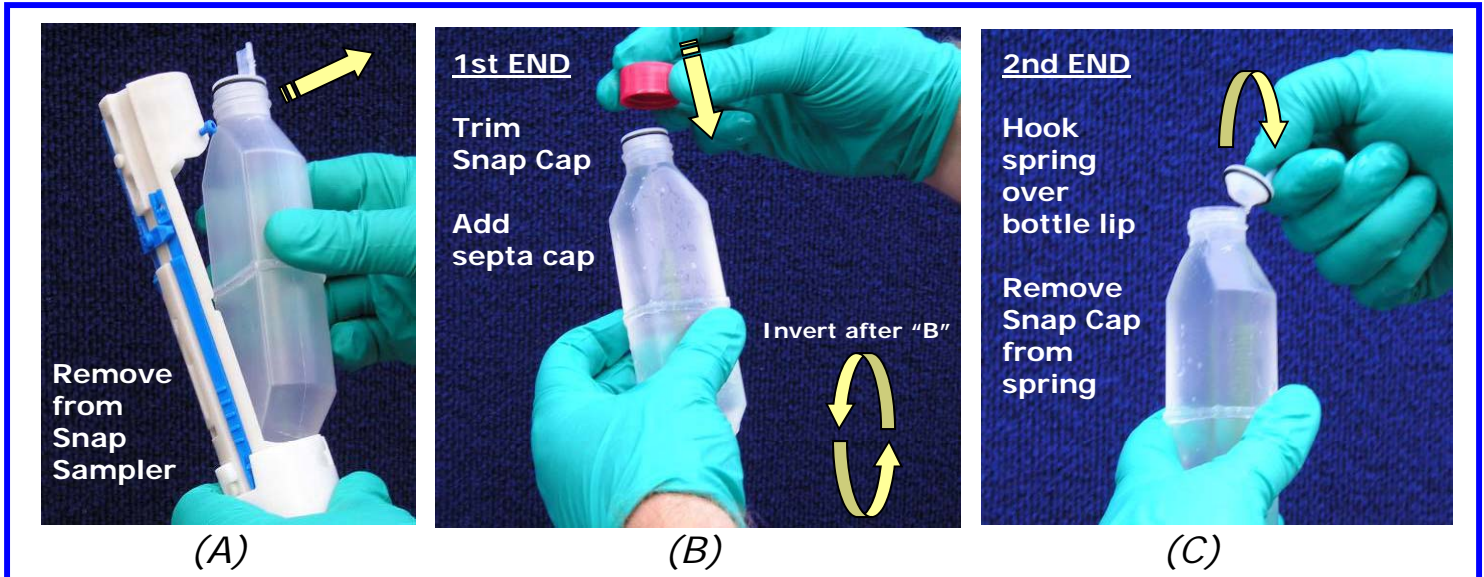 Remove
from
Snap
Sampler
(A)
1st END
Trim
Snap Cap
Add
septa cap
Invert after “B”
(B)
2nd END
Hook
spring
over
bottle lip
Remove
Snap Cap
from
spring
(C)